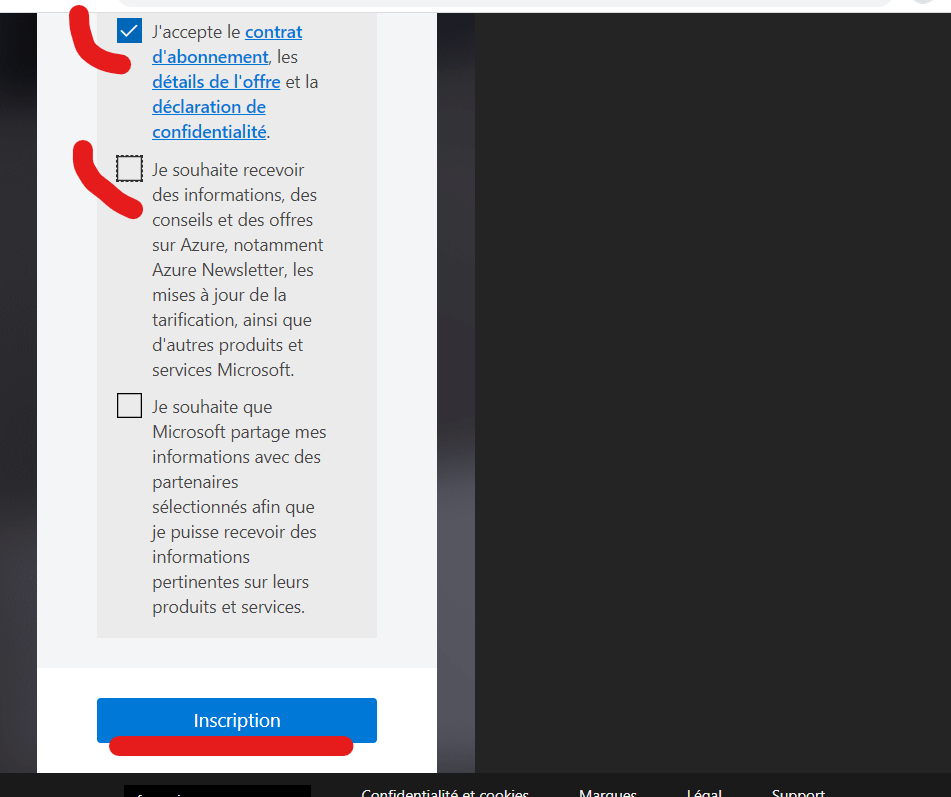 J'accepte le contrat
d'abonnement, les
détails de l'offre et la
déclaration de
confidentialité.
Je souhaite recevoir
des informations, des
conseils et des offres
sur Azure, notamment
Azure Newsletter, les
mises à jour de la
tarification, ainsi que
d'autres produits et
services Microsoft.
Je souhaite que
Microsoft partage mes
informations avec des
partenaires
sélectionnés afin que
je puisse recevoir des
informations
pertinentes sur leurs
produits et services.
Inscription
Confidentialité et cookies Marques Légal Support